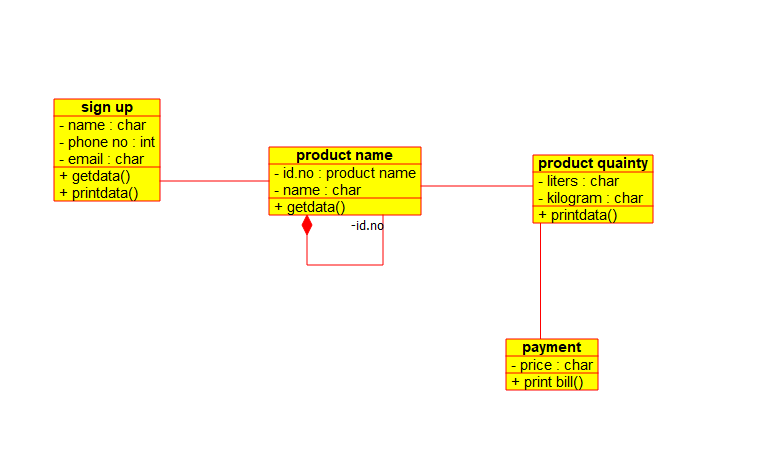 sign up
- name : char
- phone no : int
- email : char
+ getdata()
+ printdata()
product name
- id.no : product name
- name : char
+ getdata()
-id.no
product quainty
- liters : char
- kilogram : char
+ printdata()
payment
- price : char
+ print bill()